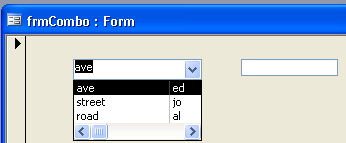 frmCombo : Form
ave
ave ed
street jo
road al